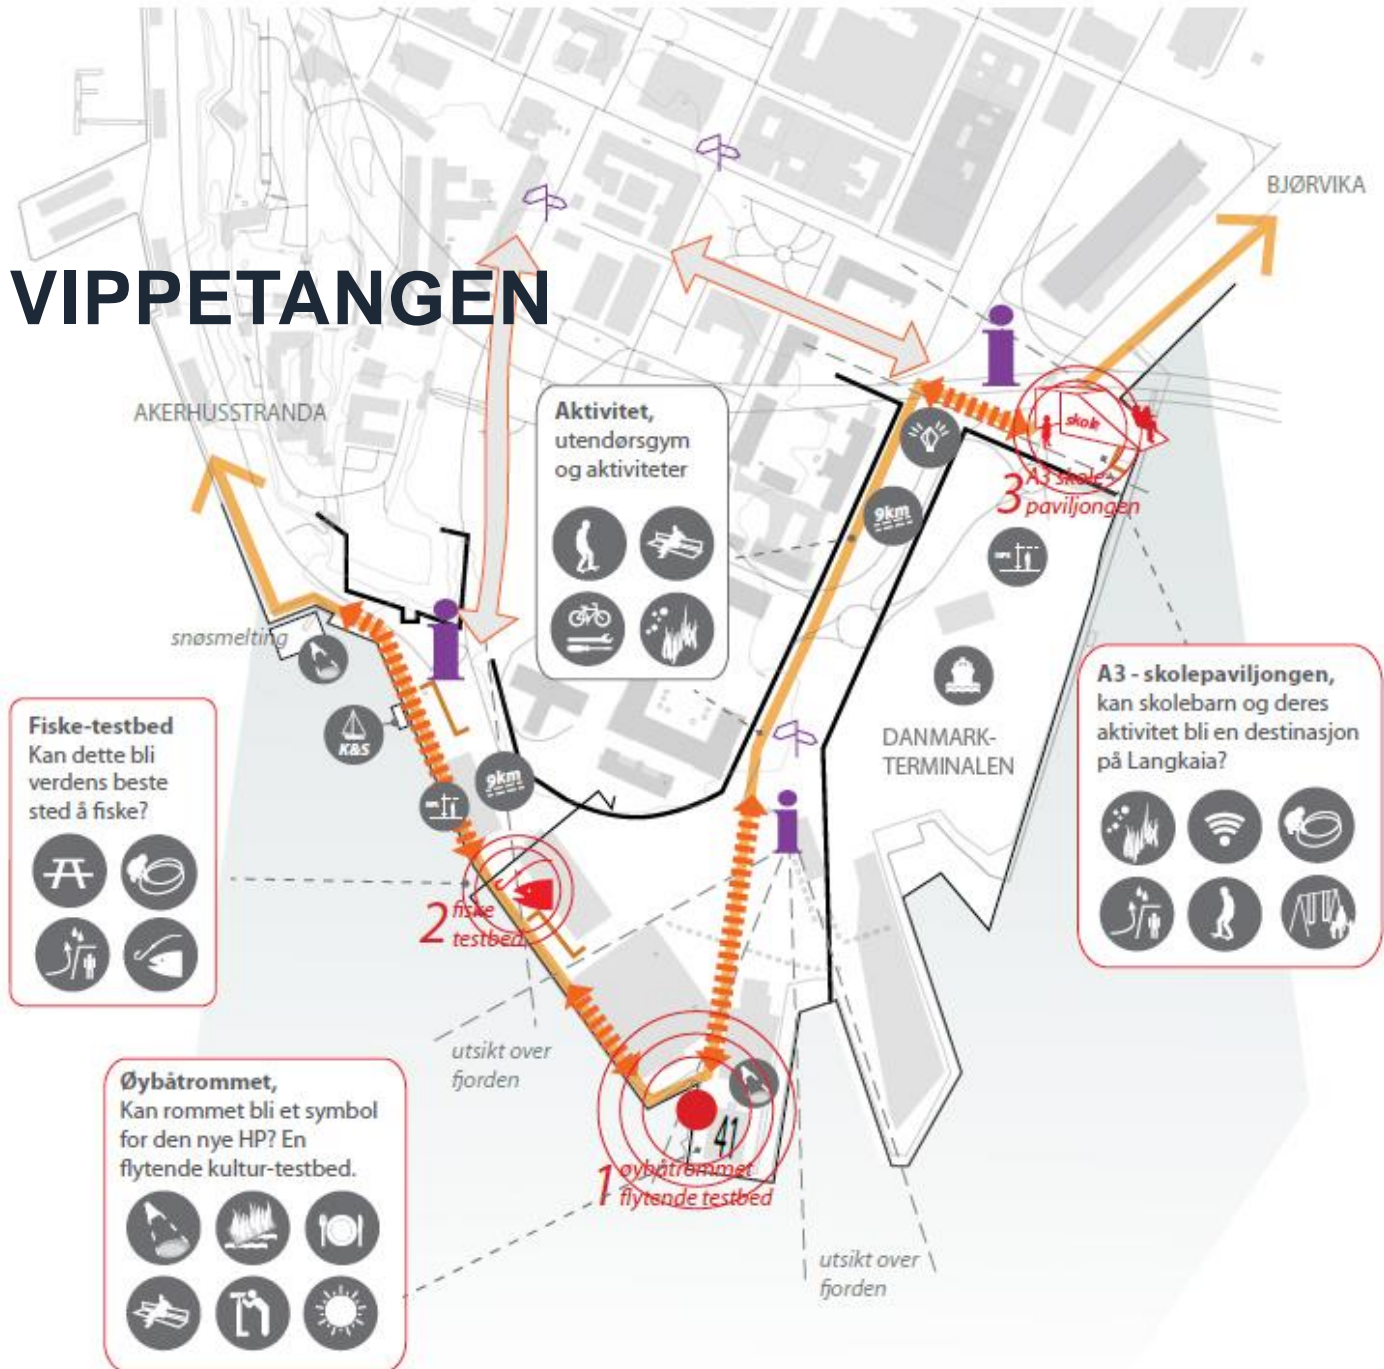 BJØRVIKA
VIPPETANGEN
AKERHUSSTRANDA
Aktivitet,
utendørsgym
og aktiviteter
skole
3 A3 skole-
paviljongen
9km
snøsmelting
K&S
9km
DANMARK-
TERMINALEN
A3 - skolepaviljongen,
kan skolebarn og deres
aktivitet bli en destinasjon
på Langkaia?
Fiske-testbed
Kan dette bli
verdens beste
sted å fiske?
2 fiske
testbed
utsikt over
fjorden
Øybåtrommet,
Kan rommet bli et symbol
for den nye HP? En
flytende kultur-testbed.
41
1 øybåtrommet
flytende testbed
utsikt over
fjorden